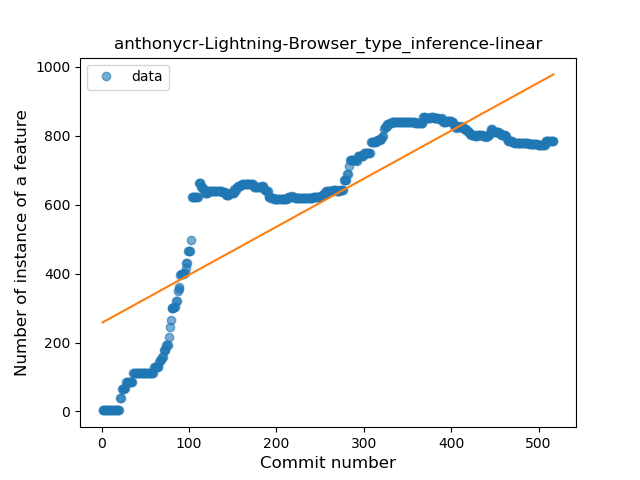 anthonycr-Lightning-Browser_type_inference-linear
data
Number of instance of a feature
1000
800
600
400
200
0
0 100 200 300 400 500
Commit number